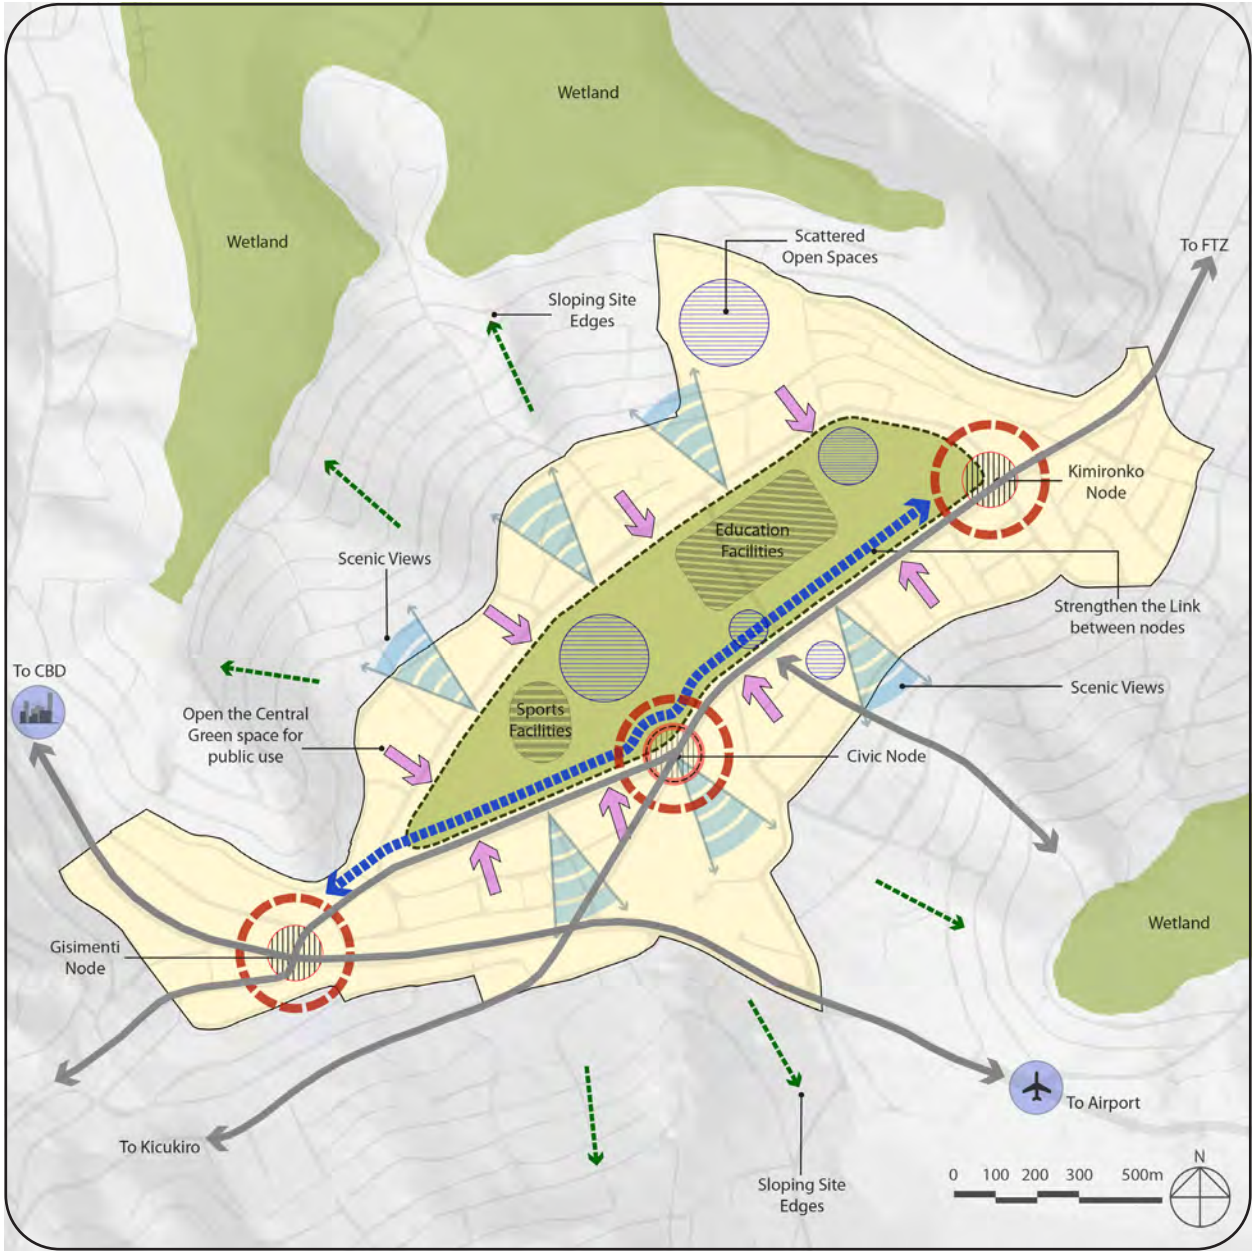 Wetland
Wetland
Scattered
Open Spaces
To FTZ
Sloping Site
Edges
Kimironko
Node
Education
Facilities
Scenic Views
Strengthen the Link
between nodes
To CBD
Scenic Views
Open the Central
Green space for
public use
Sports
Facilities
Civic Node
Wetland
Gisimenti
Node
To Airport
To Kicukiro
Sloping Site
Edges
0 100 200 300 500m
N